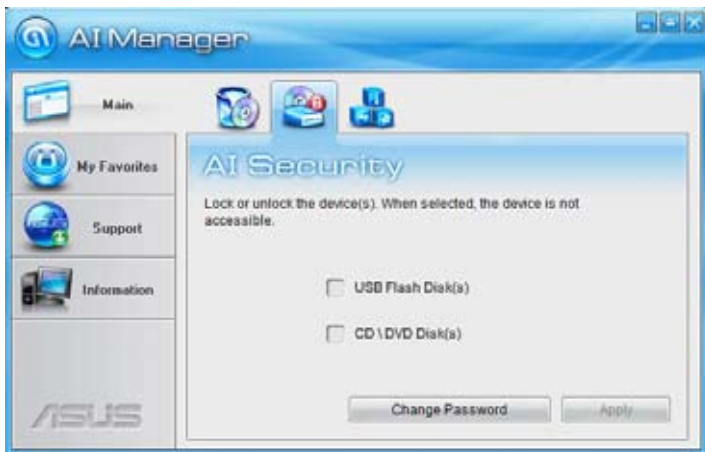 AI Manager
Main
My Favorites
Support
Information
ASUS
AI Security
Lock or unlock the device(s). When selected, the device is not
accessible.
USB Flash Disk(s)
CD \ DVD Disk(s)
Change Password
Apply